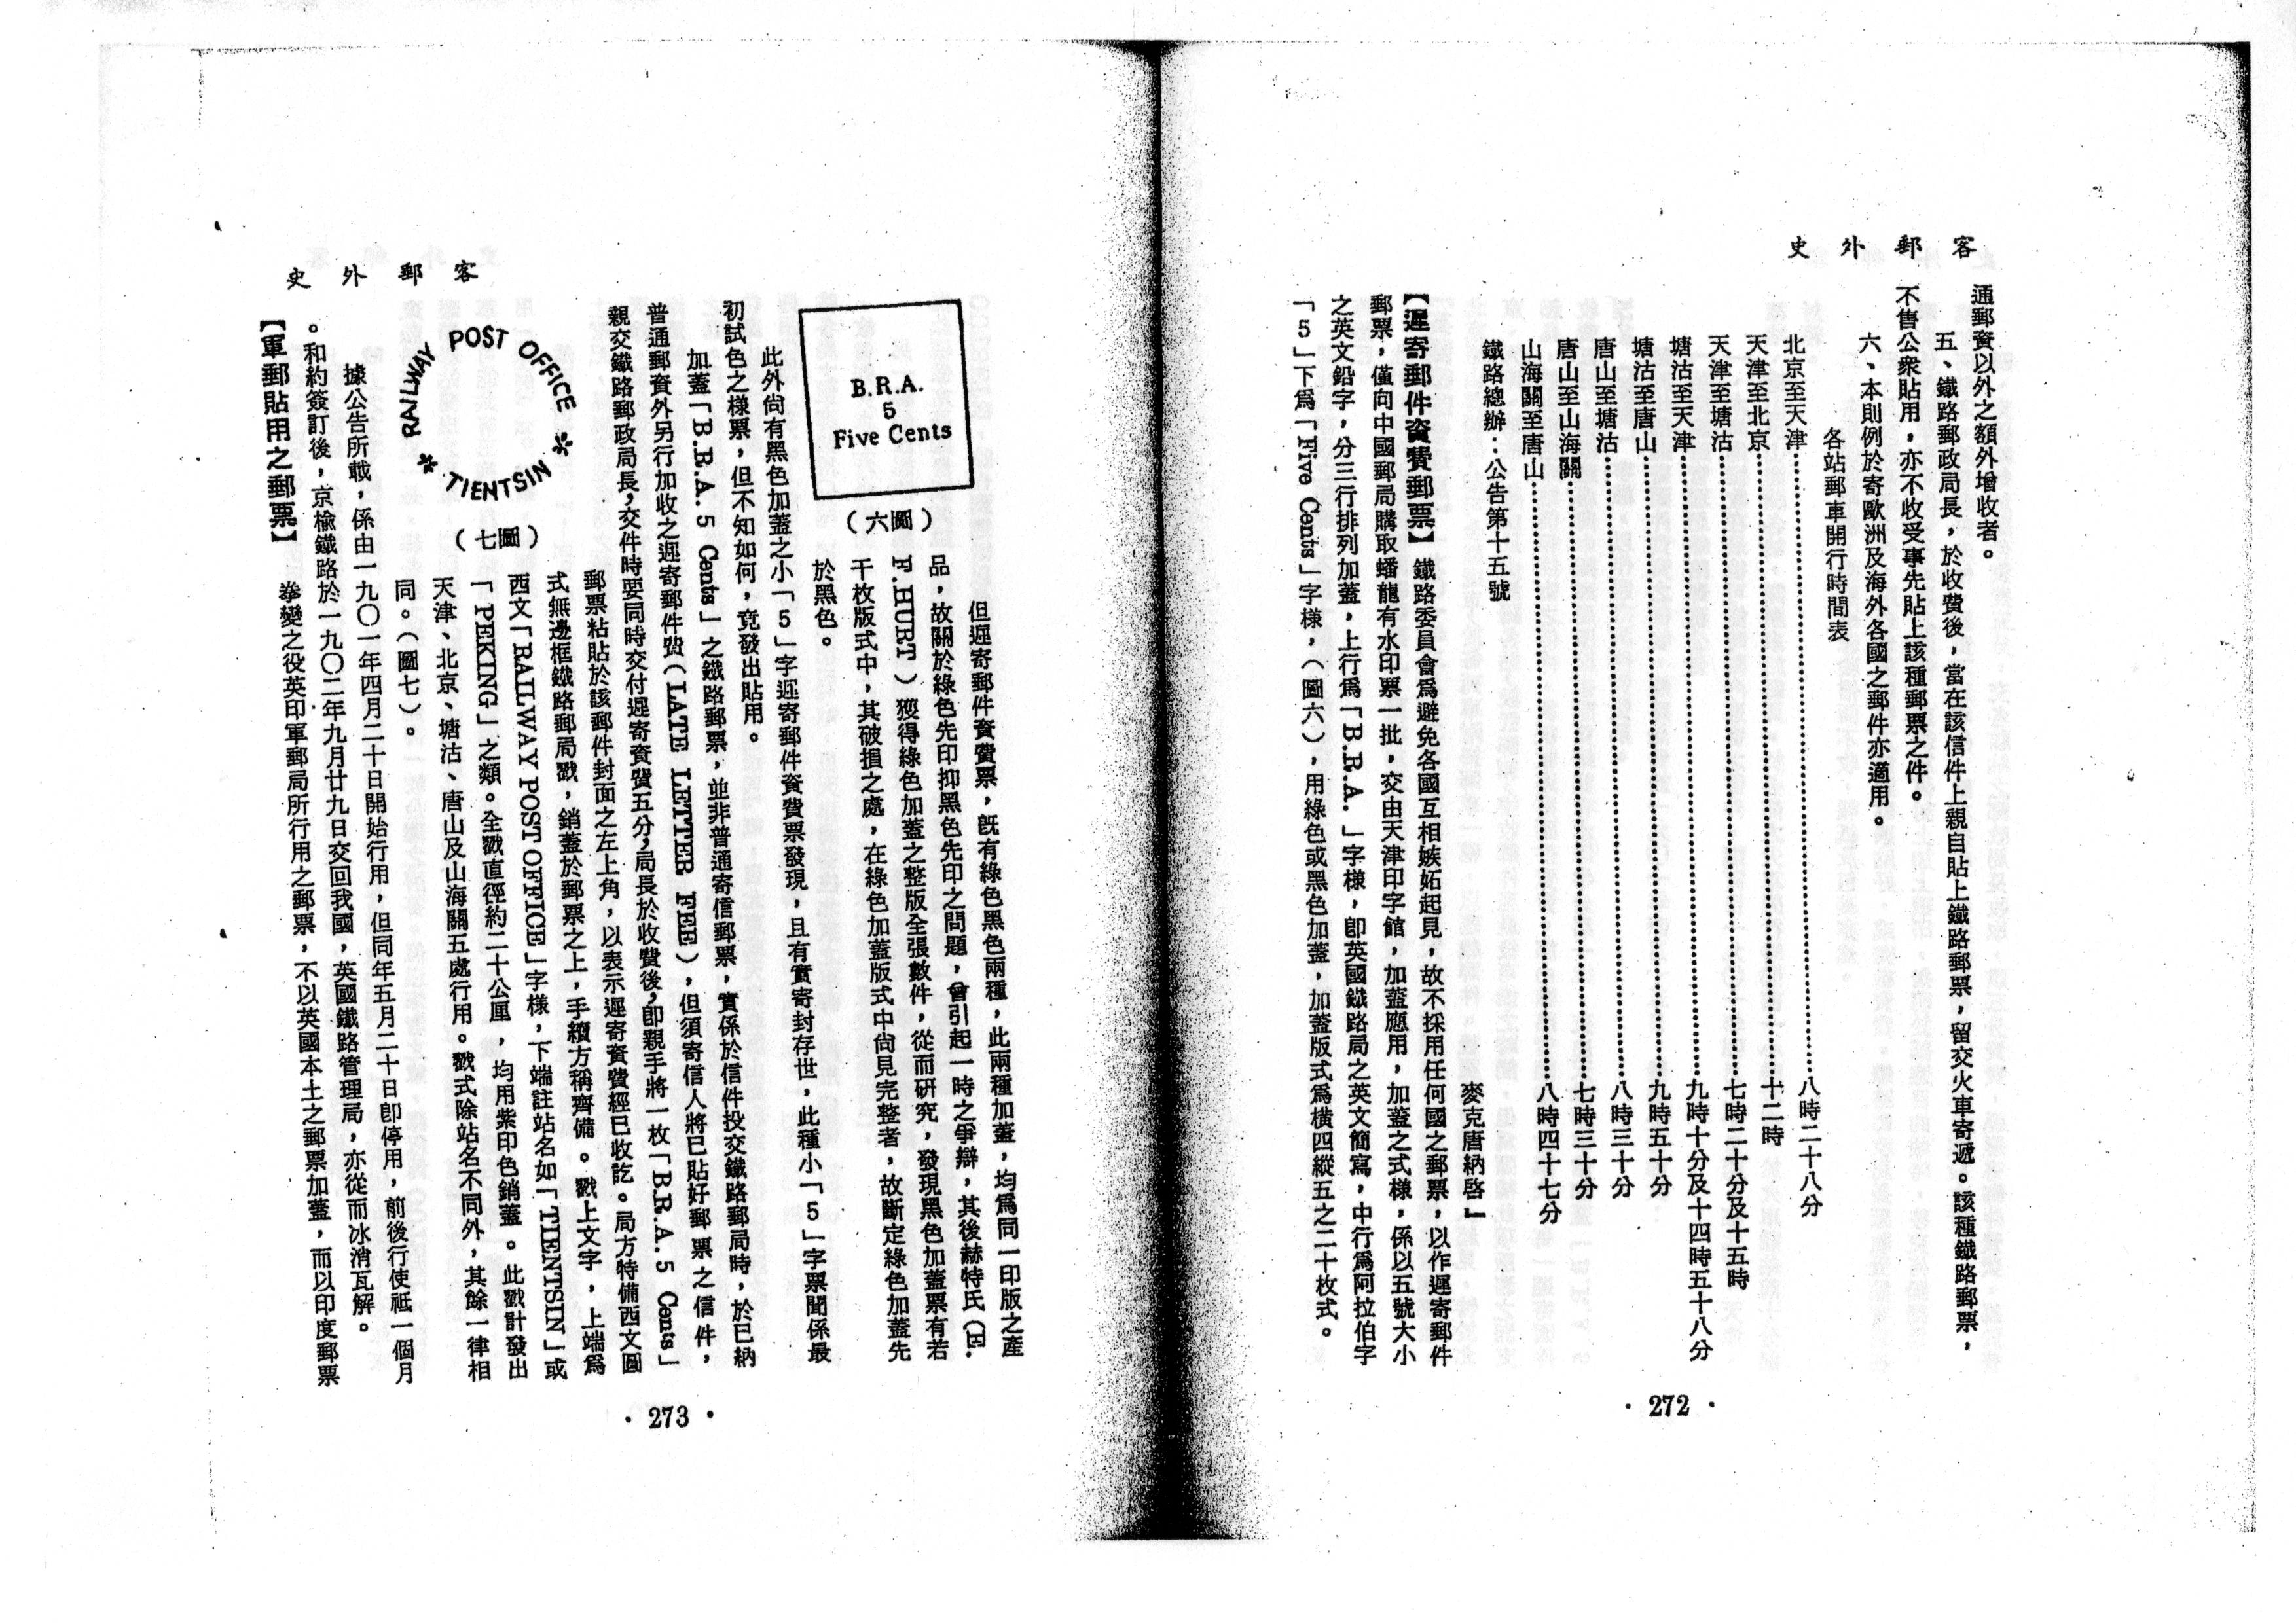 史外郵客
通郵資以外之額外增收者。
五、鐵路郵政局長，於收費後，當在該信件上親自貼上鐵路郵票，留交火車寄遞。該種鐵路郵票，
不售公衆貼用，亦不收受事先貼上該種郵票之件。
六、本則例於寄歐洲及海外各國之郵件亦適用。
各站郵車開行時間表
北京至天津………………八時二十八分
天津至北京………………十二時
天津至塘沽………………七時二十分及十五時
塘沽至天津………………九時十分及十四時五十八分
塘沽至唐山………………九時五十分
唐山至塘沽………………八時三十分
唐山至山海關………………七時三十分
山海關至唐山………………八時四十七分
鐵路總辦：公告第十五號
麥克唐納啓」
【遲寄郵件資費郵票】　鐵路委員會爲避免各國互相嫉妬起見，故不採用任何國之郵票，以作遲寄郵件
郵票，僅向中國郵局購取蟠龍有水印票一批，交由天津印字館，加蓋應用，加蓋之式樣，係以五號大小
之英文鉛字，分三行排列加蓋，上行爲「B.R.A.」字樣，卽英國鐵路局之英文簡寫，中行爲阿拉伯字
「5」下爲「Five Cents」字樣，（圖六），用綠色或黑色加蓋，加蓋版式爲橫四縱五之二十枚式。
· 272 ·
史外郵客
B.R.A.
5
Five Cents
（六圖）
但遲寄郵件資費票，旣有綠色黑色兩種，此兩種加蓋，均爲同一印版之產
品，故關於綠色先印抑黑色先印之問題，曾引起一時之爭辯，其後赫特氏（E.
F. HURT）獲得綠色加蓋之整版全張數件，從而研究，發現黑色加蓋票有若
干枚版式中，其破損之處，在綠色加蓋版式中尙見完整者，故斷定綠色加蓋先
於黑色。
此外尙有黑色加蓋之小「5」字遲寄郵件資費票發現，且有實寄封存世，此種小「5」字票聞係最
初試色之樣票，但不知如何，竟發出貼用。
加蓋「B.R.A. 5 Cents」之鐵路郵票，並非普通寄信郵票，實係於信件投交鐵路郵局時，於已納
普通郵資外另行加收之遲寄郵件費（LATE LETTER FEE），但須寄信人將已貼好郵票之信件，
親交鐵路郵政局長，交件時要同時交付遲寄資費五分，局長於收費後，卽親手將一枚「B.R.A. 5 Cents」
郵票粘貼於該郵件封面之左上角，以表示遲寄資費經已收訖。局方特備西文圓
式無邊框鐵路郵局戳，銷蓋於郵票之上，手續方稱齊備。戳上文字，上端爲
西文「RAILWAY POST OFFICE」字樣，下端註站名如「TIENTSIN」或
「PEKING」之類。全戳直徑約二十公厘，均用紫印色銷蓋。此戳計發出
天津、北京、塘沽、唐山及山海關五處行用。戳式除站名不同外，其餘一律相
同。（圖七）。
RAILWAY POST OFFICE
* TIENTSIN *
（七圖）
據公告所載，係由一九〇一年四月二十日開始行用，但同年五月二十日卽停用，前後行使祇一個月
。和約簽訂後，京楡鐵路於一九〇二年九月廿九日交回我國，英國鐵路管理局，亦從而冰消瓦解。
【軍郵貼用之郵票】　拳變之役英印軍郵局所行用之郵票，不以英國本土之郵票加蓋，而以印度郵票
· 273 ·